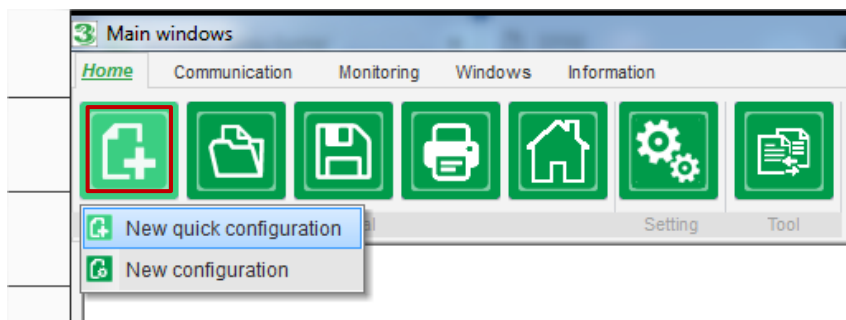 Main windows
Home Communication Monitoring Windows Information
New quick configuration
Setting Tool
New configuration